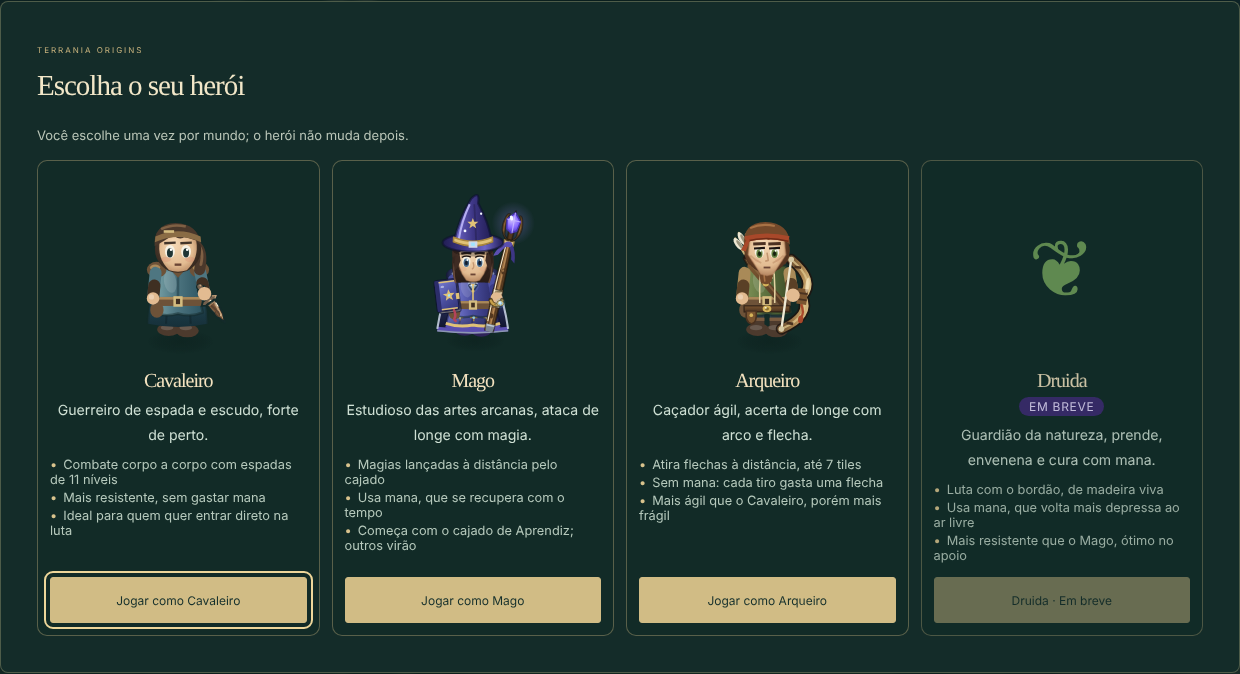 TERRANIA ORIGINS
Escolha o seu herói
Você escolhe uma vez por mundo; o herói não muda depois.
Cavaleiro
Guerreiro de espada e escudo, forte
de perto.
• Combate corpo a corpo com espadas
de 11 níveis
• Mais resistente, sem gastar mana
• Ideal para quem quer entrar direto na
luta
Jogar como Cavaleiro
Mago
Estudioso das artes arcanas, ataca de
longe com magia.
• Magias lançadas à distância pelo
cajado
• Usa mana, que se recupera com o
tempo
• Começa com o cajado de Aprendiz;
outros virão
Jogar como Mago
Arqueiro
Caçador ágil, acerta de longe com
arco e flecha.
• Atira flechas à distância, até 7 tiles
• Sem mana: cada tiro gasta uma flecha
• Mais ágil que o Cavaleiro, porém mais
frágil
Jogar como Arqueiro
Druida
EM BREVE
Guardião da natureza, prende,
envenena e cura com mana.
• Luta com o bordão, de madeira viva
• Usa mana, que volta mais depressa ao
ar livre
• Mais resistente que o Mago, ótimo no
apoio
Druida · Em breve